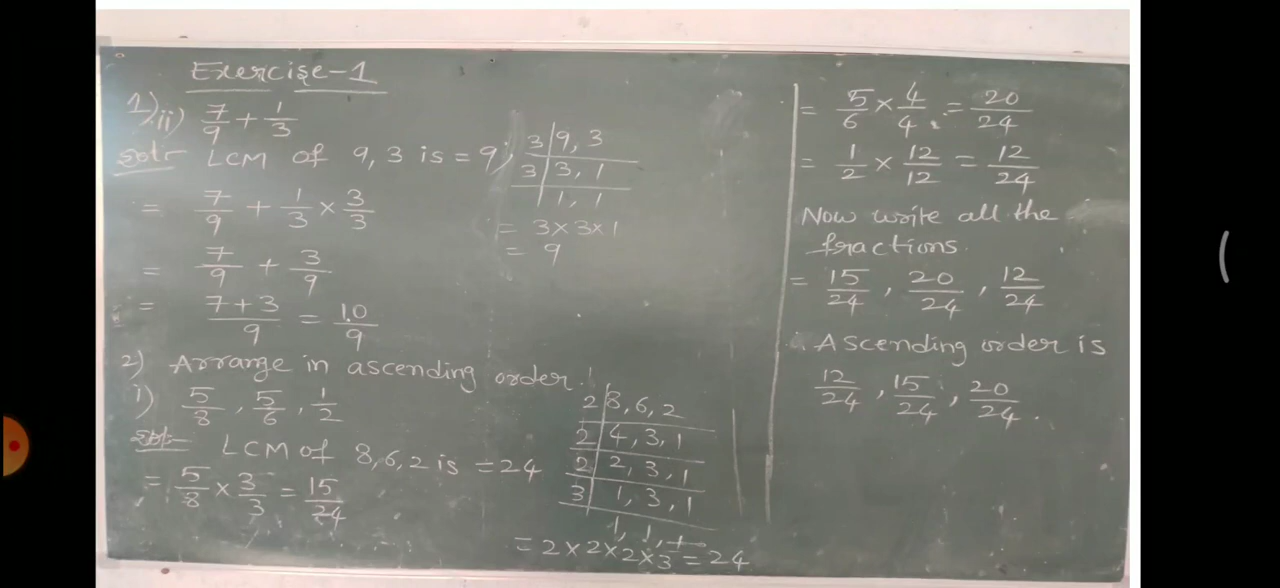 Exercise-1
1) ii) 7/9 + 1/3
Sol:- LCM of 9, 3 is = 9,
= 7/9 + 1/3 × 3/3
= 7/9 + 3/9
= 7+3/9 = 10/9
3 | 9, 3
3 | 3, 1
| 1, 1
= 3×3×1
= 9
2) Arrange in ascending order.
i) 5/8, 5/6, 1/2
Sol:- LCM of 8,6,2 is = 24
= 5/8 × 3/3 = 15/24
2 | 8, 6, 2
2 | 4, 3, 1
2 | 2, 3, 1
3 | 1, 3, 1
1, 1, 1
= 2×2×2×3 = 24
= 5/6 × 4/4 = 20/24
= 1/2 × 12/12 = 12/24
Now write all the
fractions.
= 15/24, 20/24, 12/24
∴ Ascending order is
12/24, 15/24, 20/24.